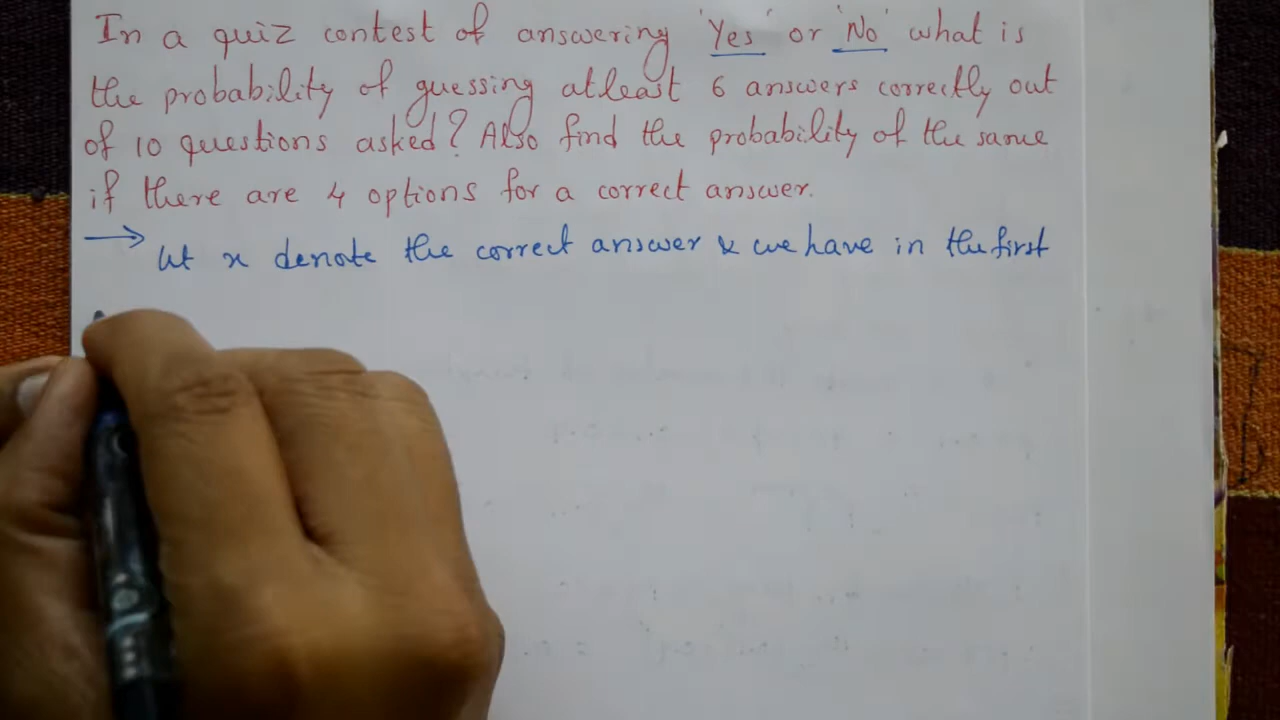 In a quiz contest of answering 'Yes' or 'No' what is
the probability of guessing atleast 6 answers correctly out
of 10 questions asked? Also find the probability of the same
if there are 4 options for a correct answer.
→ let x denote the correct answer & we have in the first